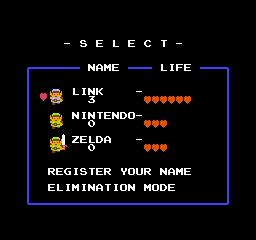 - S E L E C T -
NAME LIFE
LINK -
3
NINTENDO-
0
ZELDA -
0
REGISTER YOUR NAME
ELIMINATION MODE